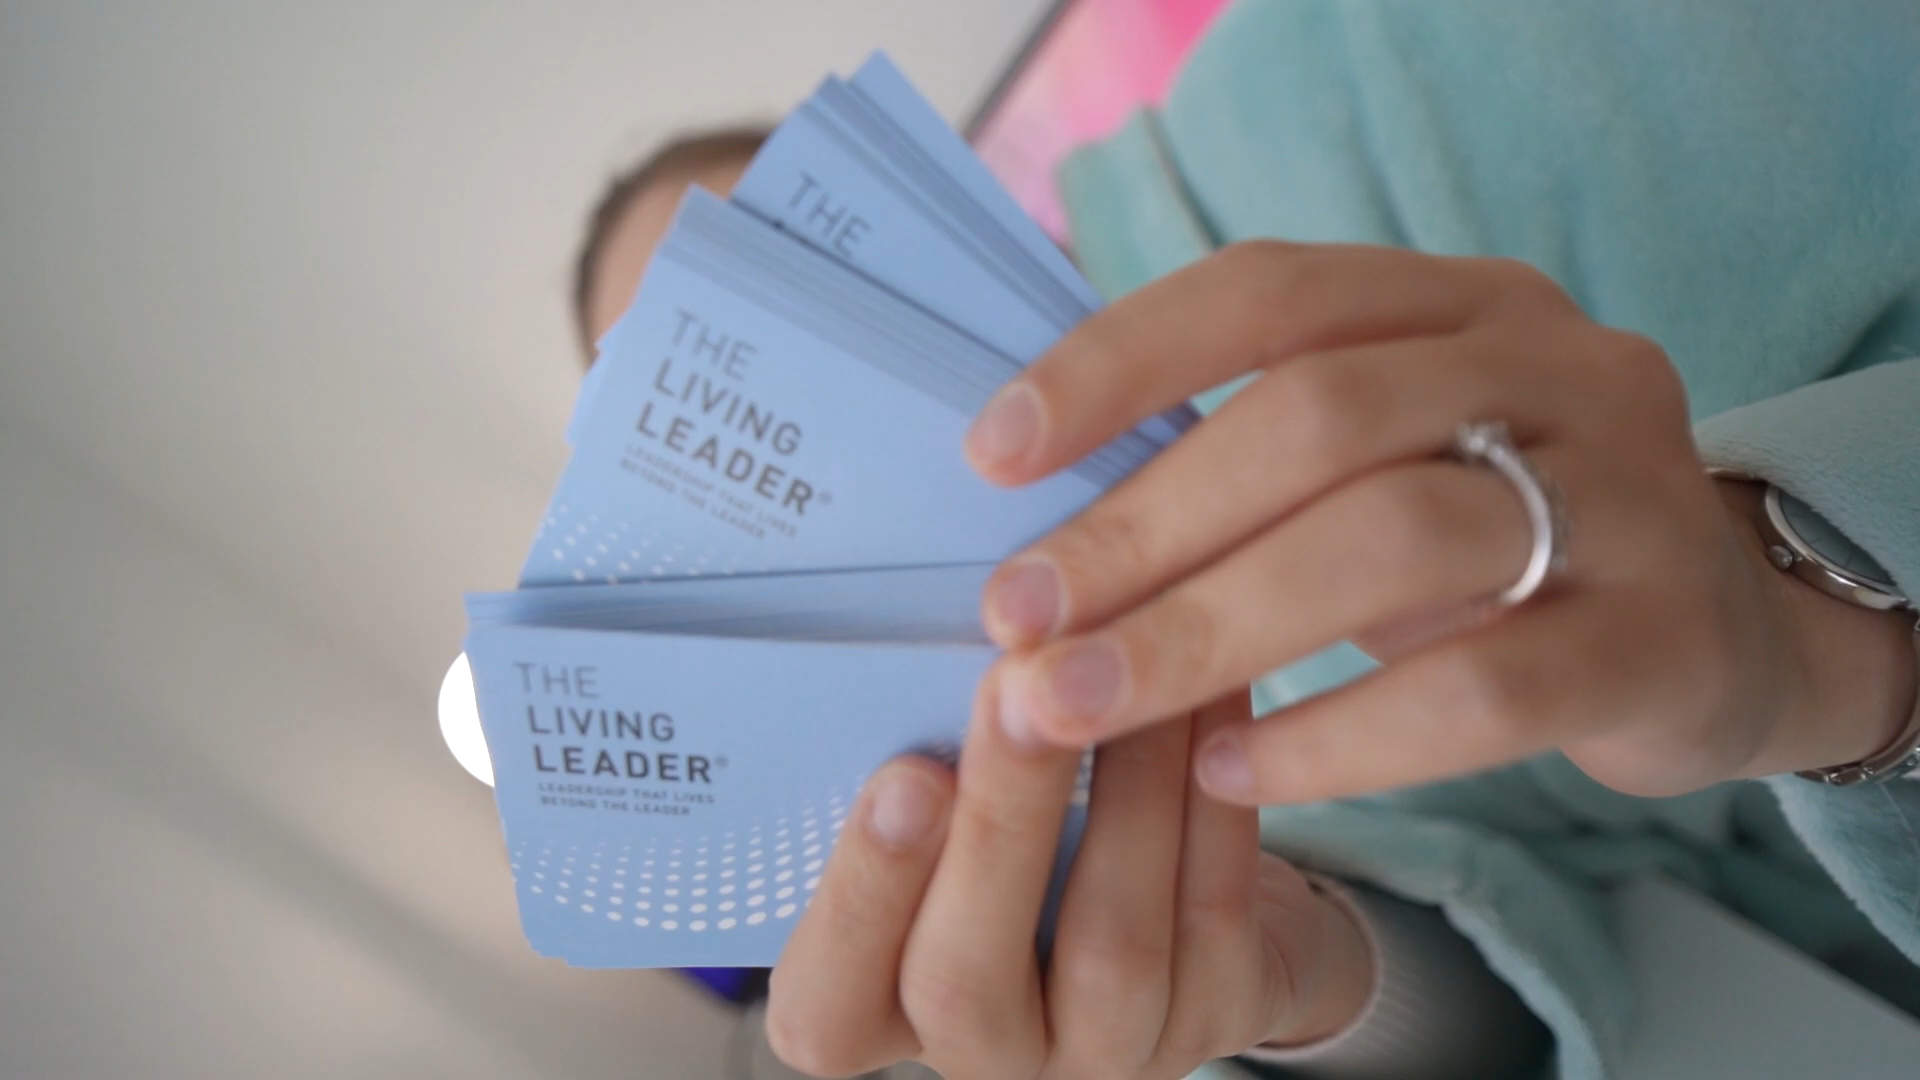 THE
THE
LIVING
LEADER®
LEADERSHIP THAT LIVES
BEYOND THE LEADER
THE
LIVING
LEADER®
LEADERSHIP THAT LIVES
BEYOND THE LEADER